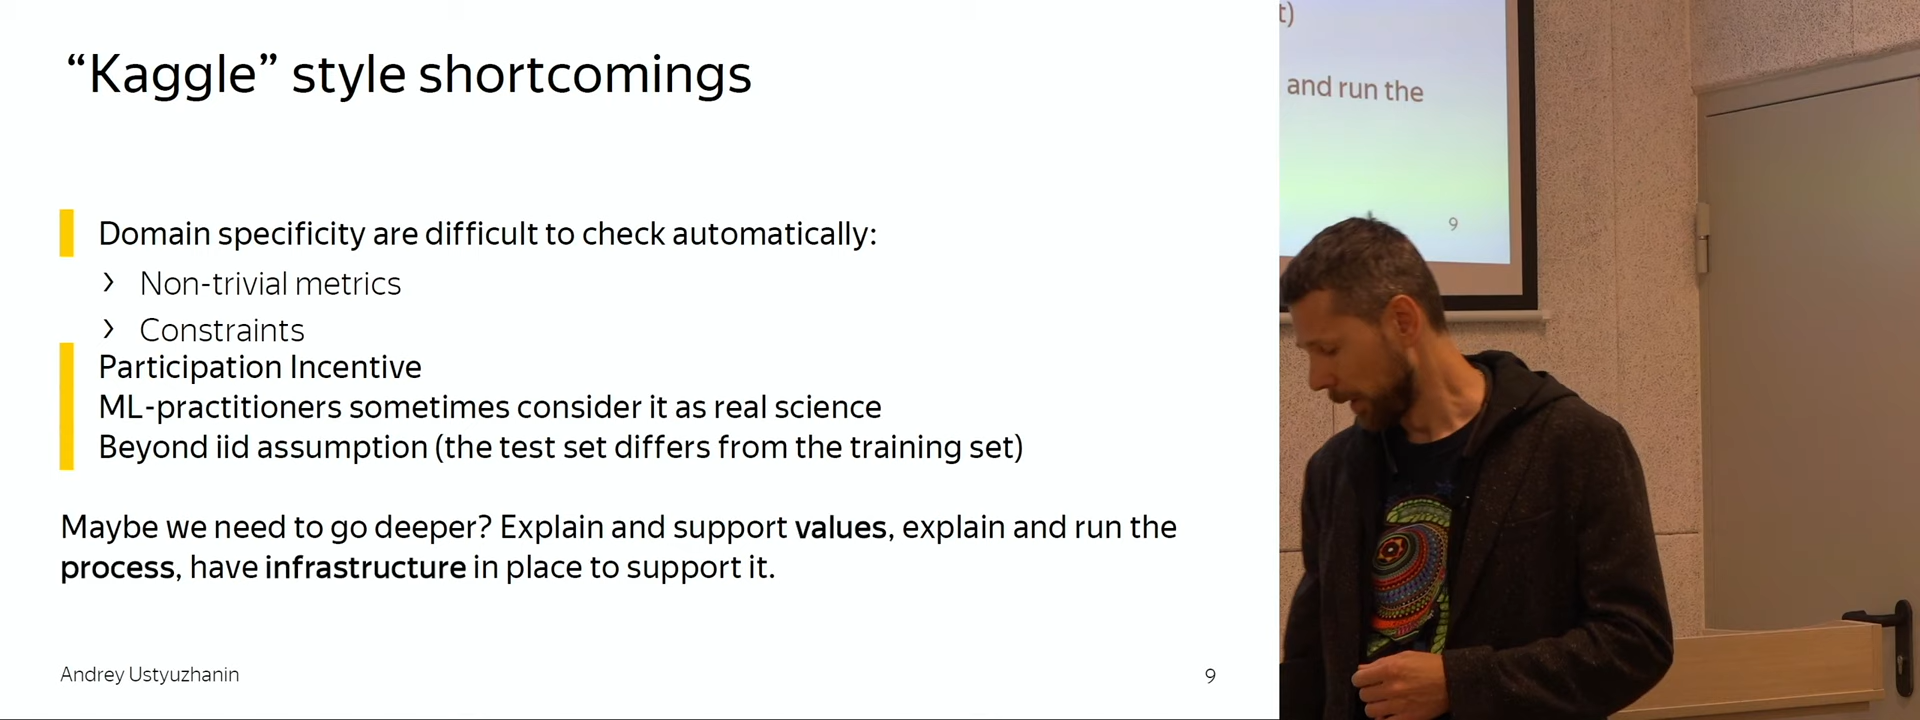 “Kaggle” style shortcomings
Domain specificity are difficult to check automatically:
› Non-trivial metrics
› Constraints
Participation Incentive
ML-practitioners sometimes consider it as real science
Beyond iid assumption (the test set differs from the training set)
Maybe we need to go deeper? Explain and support values, explain and run the
process, have infrastructure in place to support it.
Andrey Ustyuzhanin
9
t)
and run the
9